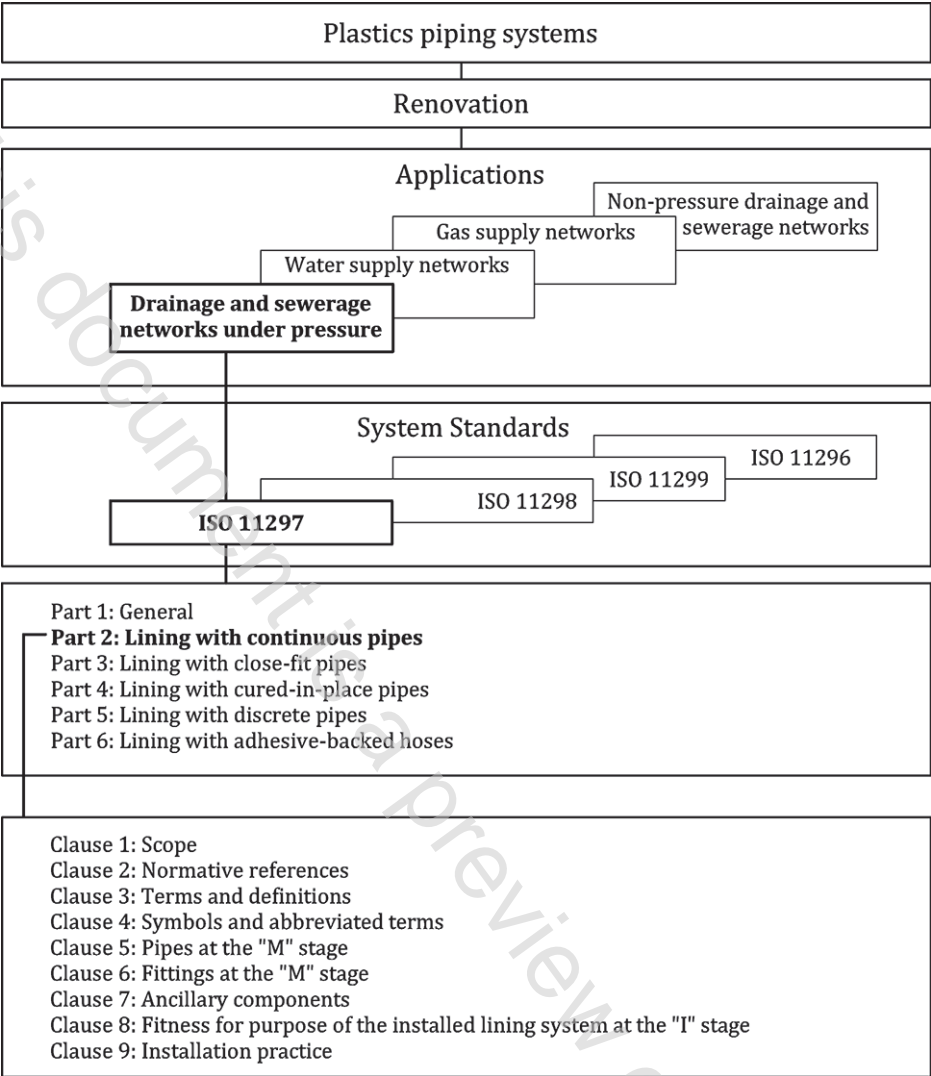 Plastics piping systems
Renovation
Applications
Non-pressure drainage and
sewerage networks
Gas supply networks
Water supply networks
Drainage and sewerage
networks under pressure
System Standards
ISO 11296
ISO 11299
ISO 11298
ISO 11297
Part 1: General
Part 2: Lining with continuous pipes
Part 3: Lining with close-fit pipes
Part 4: Lining with cured-in-place pipes
Part 5: Lining with discrete pipes
Part 6: Lining with adhesive-backed hoses
Clause 1: Scope
Clause 2: Normative references
Clause 3: Terms and definitions
Clause 4: Symbols and abbreviated terms
Clause 5: Pipes at the "M" stage
Clause 6: Fittings at the "M" stage
Clause 7: Ancillary components
Clause 8: Fitness for purpose of the installed lining system at the "I" stage
Clause 9: Installation practice
is document is a preview